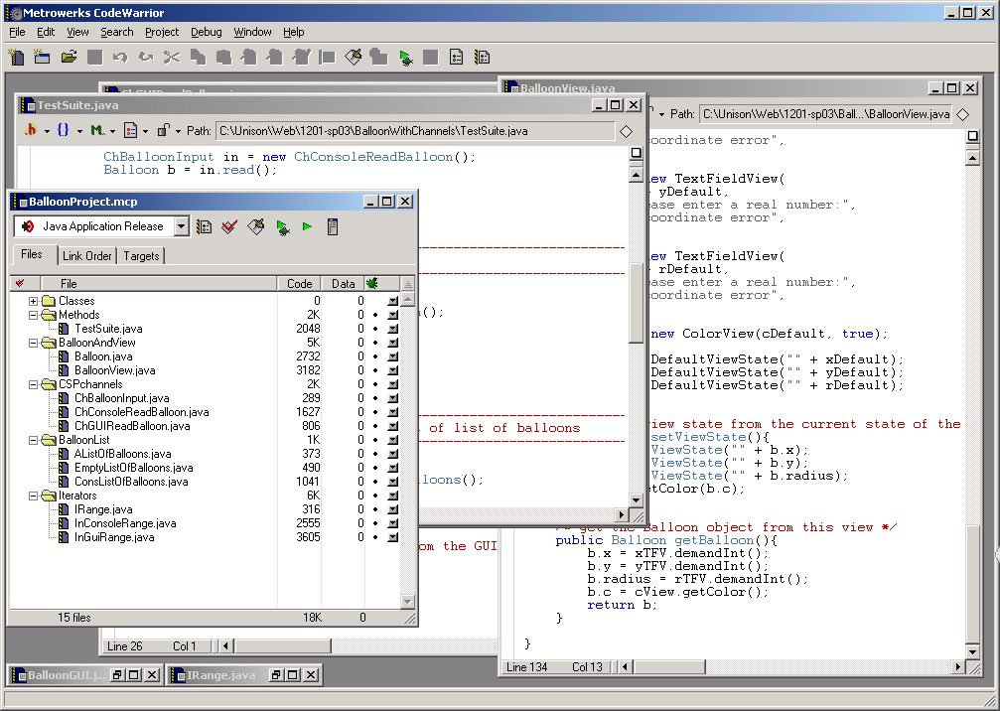 Metrowerks CodeWarrior
File Edit View Search Project Debug Window Help
BalloonView.java
Path: C:\Unison\Web\1201-sp03\Ball...\BalloonView.java
oordinate error",
ew TextFieldView(
yDefault,
ase enter a real number:",
oordinate error",
ew TextFieldView(
rDefault,
ase enter a real number:",
oordinate error",
new ColorView(cDefault, true);
DefaultViewState("" + xDefault);
DefaultViewState("" + yDefault);
DefaultViewState("" + rDefault);
iew state from the current state of the
setViewState(){
ViewState("" + b.x);
ViewState("" + b.y);
ViewState("" + b.radius);
tColor(b.c);
/* get the Balloon object from this view */
public Balloon getBalloon(){
b.x = xTFV.demandInt();
b.y = yTFV.demandInt();
b.radius = rTFV.demandInt();
b.c = cView.getColor();
return b;
}
}
Line 134 Col 13
TestSuite.java
h {} M. Path: C:\Unison\Web\1201-sp03\BalloonWithChannels\TestSuite.java
ChBalloonInput in = new ChConsoleReadBalloon();
Balloon b = in.read();
();
of list of balloons
lloons();
om the GUI
Line 26 Col 1
BalloonProject.mcp
Java Application Release
Files Link Order Targets
File Code Data
Classes 0 0
Methods 2K 0
TestSuite.java 2048 0
BalloonAndView 5K 0
Balloon.java 2732 0
BalloonView.java 3182 0
CSPchannels 2K 0
ChBalloonInput.java 289 0
ChConsoleReadBalloon.java 1627 0
ChGUIReadBalloon.java 806 0
BalloonList 1K 0
AListOfBalloons.java 373 0
EmptyListOfBalloons.java 490 0
ConsListOfBalloons.java 1041 0
Iterators 6K 0
IRange.java 316 0
InConsoleRange.java 2555 0
InGuiRange.java 3605 0
15 files 18K 0
BalloonGUI.j... IRange.java